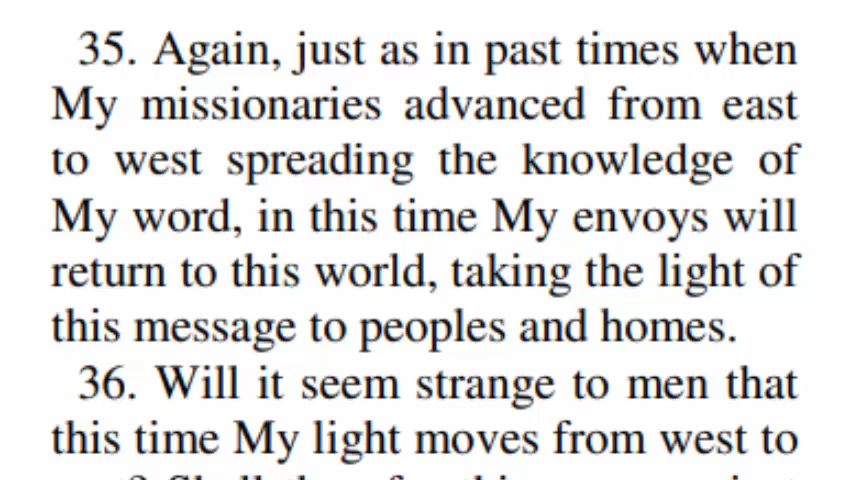 35. Again, just as in past times when
My missionaries advanced from east
to west spreading the knowledge of
My word, in this time My envoys will
return to this world, taking the light of
this message to peoples and homes.
36. Will it seem strange to men that
this time My light moves from west to